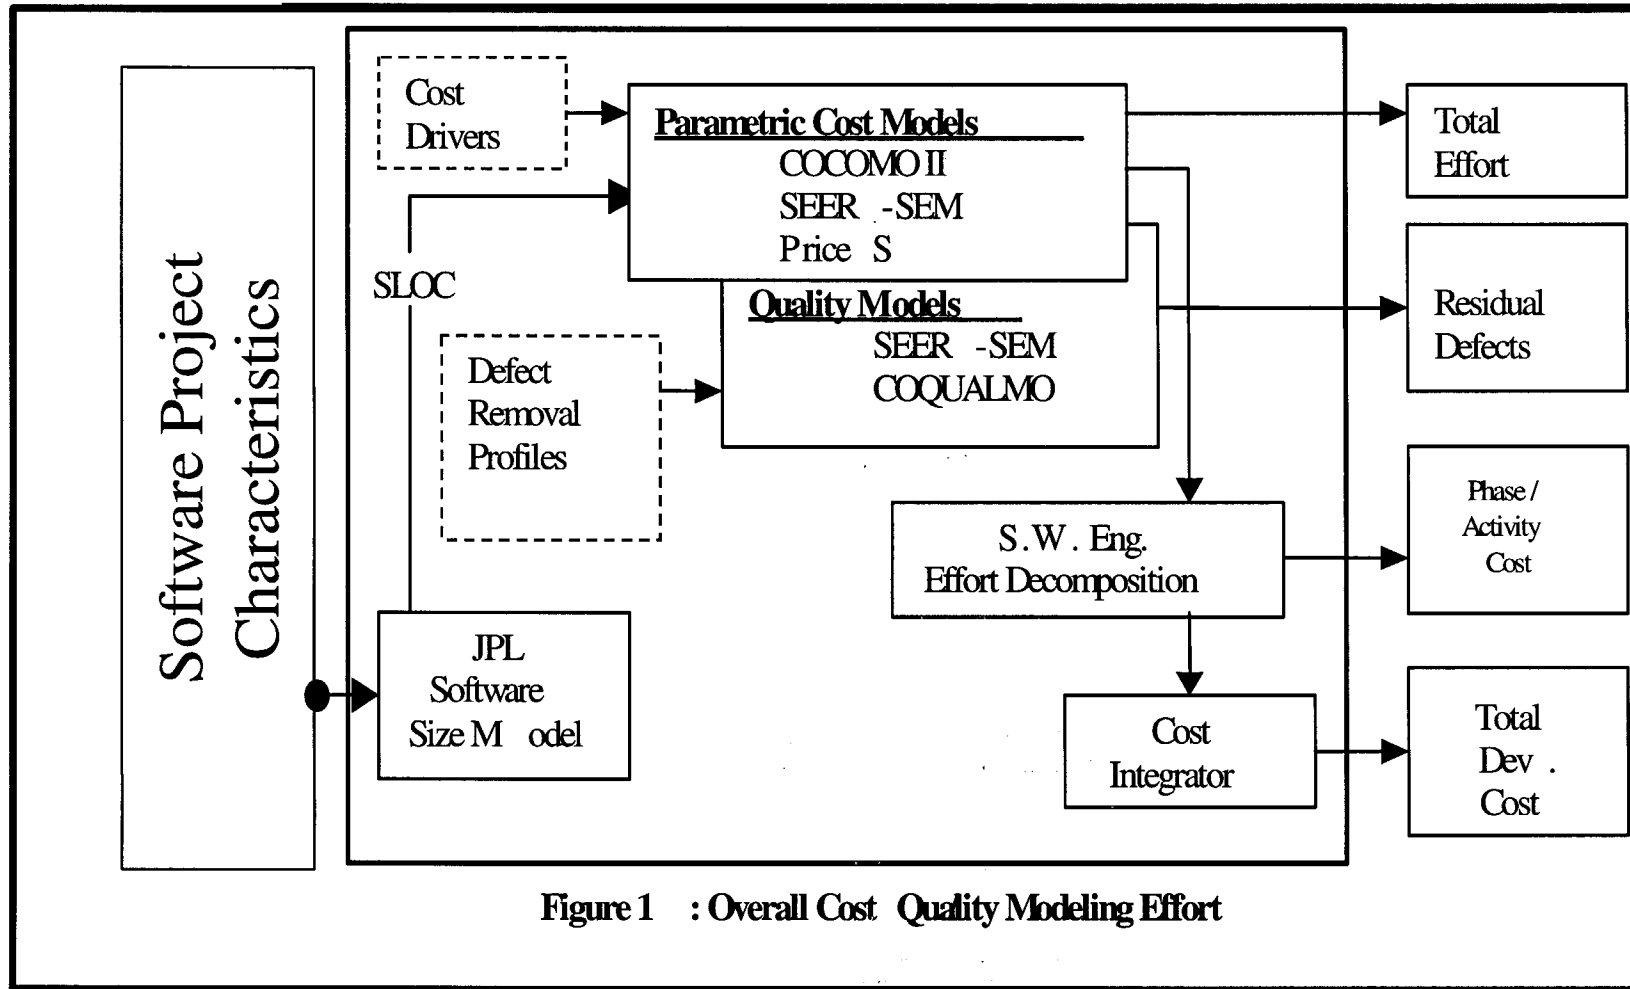 Software Project
Characteristics
Cost
Drivers
SLOC
Defect
Removal
Profiles
JPL
Software
Size M odel
Parametric Cost Models
COCOMO II
SEER -SEM
Price S
Quality Models
SEER -SEM
COQUALMO
S.W. Eng.
Effort Decomposition
Cost
Integrator
Total
Effort
Residual
Defects
Phase /
Activity
Cost
Total
Dev .
Cost
Figure 1 : Overall Cost Quality Modeling Effort